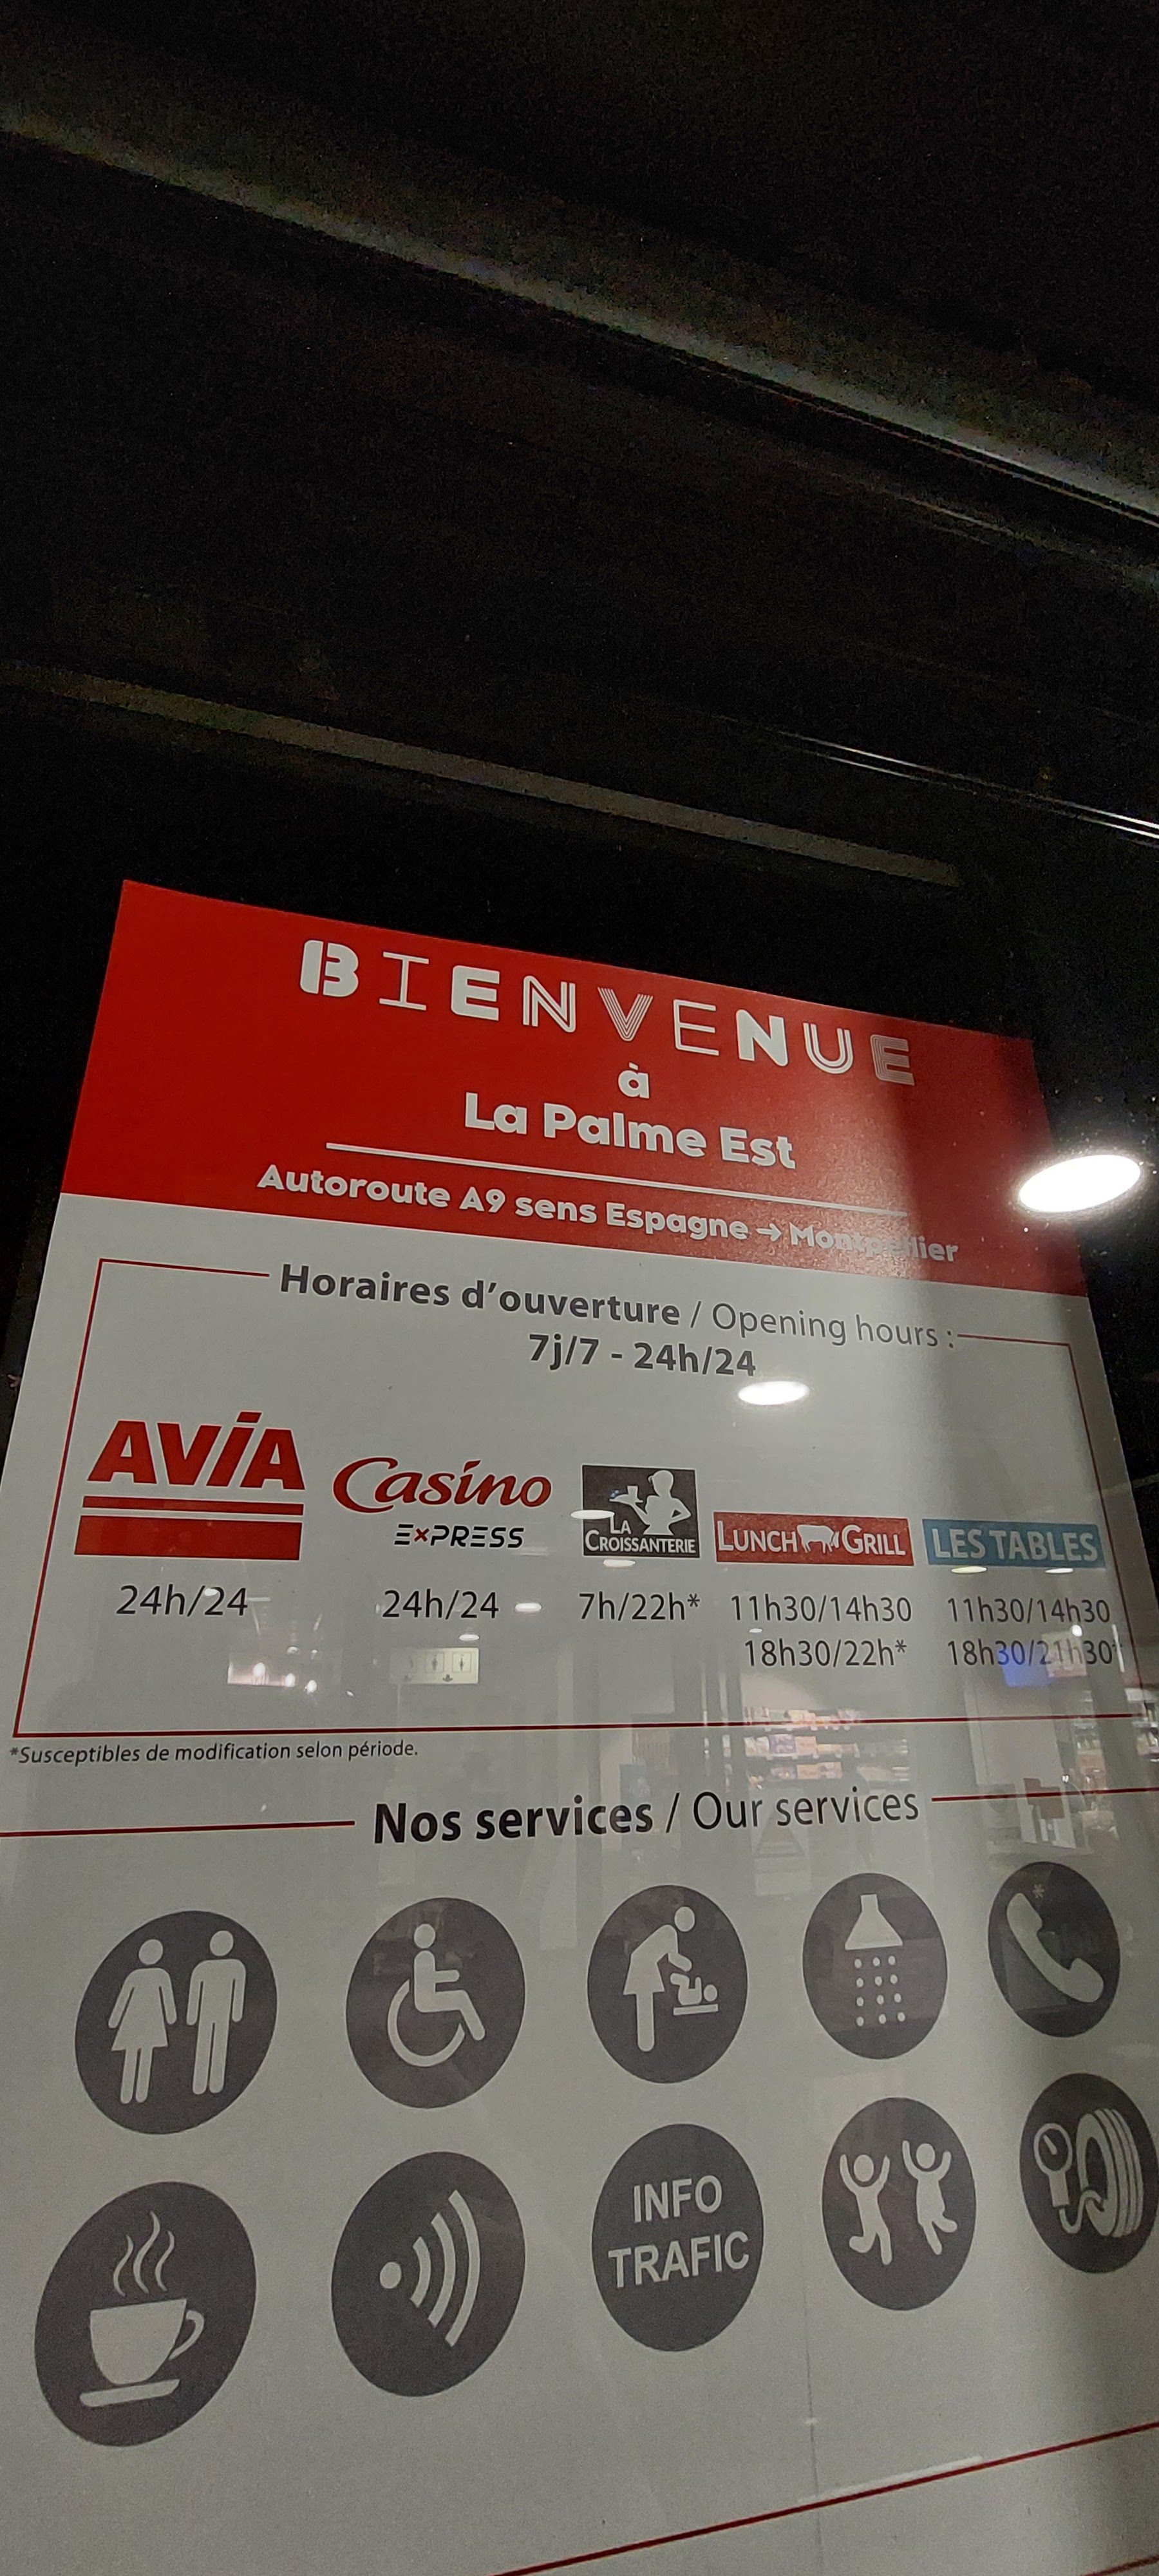 BIENVENUE
à
La Palme Est
Autoroute A9 sens Espagne → Montpellier
Horaires d'ouverture / Opening hours :
7j/7 - 24h/24
AVIA
Casino
EXPRESS
LA
CROISSANTERIE
LUNCH GRILL
LES TABLES
24h/24 24h/24 7h/22h* 11h30/14h30 11h30/14h30
18h30/22h* 18h30/21h30*
*Susceptibles de modification selon période.
Nos services / Our services
*
INFO
TRAFIC